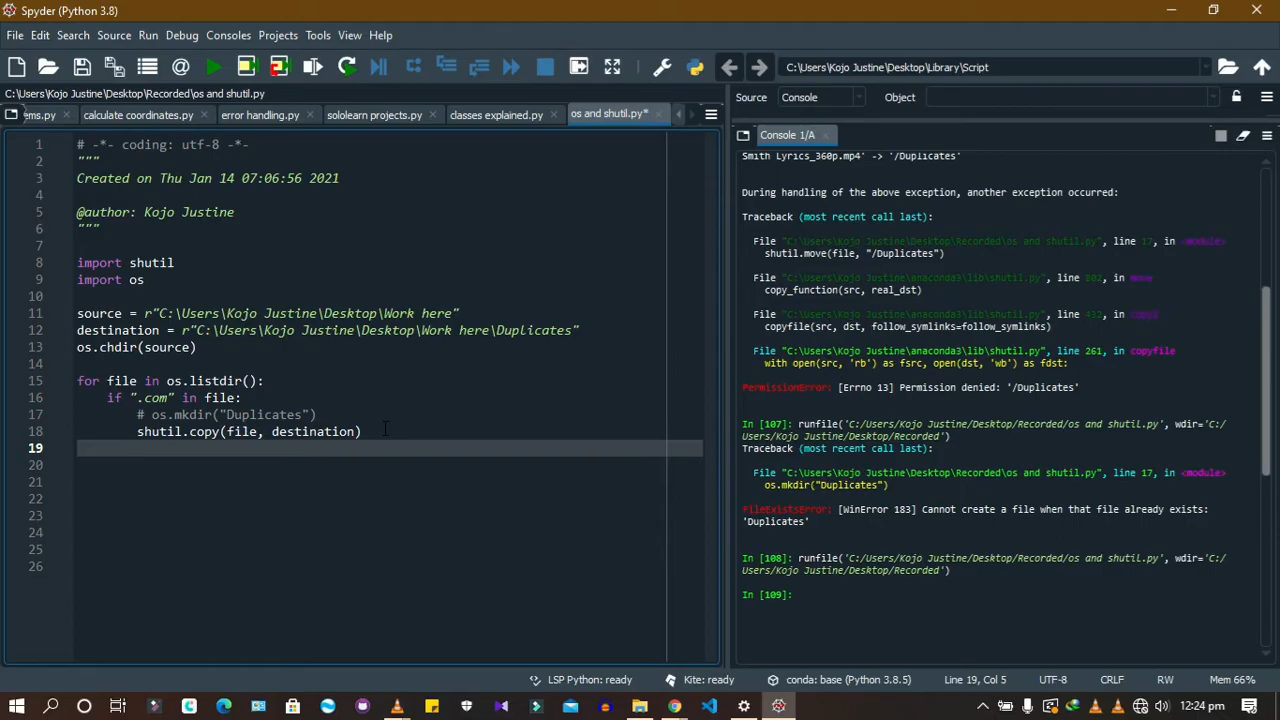 Spyder (Python 3.8)
File Edit Search Source Run Debug Consoles Projects Tools View Help
C:\Users\Kojo Justine\Desktop\Library\Script
C:\Users\Kojo Justine\Desktop\Recorded\os and shutil.py
Source Console Object
ems.py calculate coordinates.py error handling.py sololearn projects.py classes explained.py os and shutil.py*
Console 1/A
1 # -*- coding: utf-8 -*-
2 """
3 Created on Thu Jan 14 07:06:56 2021
4
5 @author: Kojo Justine
6 """
7
8 import shutil
9 import os
10
11 source = r"C:\Users\Kojo Justine\Desktop\Work here"
12 destination = r"C:\Users\Kojo Justine\Desktop\Work here\Duplicates"
13 os.chdir(source)
14
15 for file in os.listdir():
16 if ".com" in file:
17 # os.mkdir("Duplicates")
18 shutil.copy(file, destination)
19
20
21
22
23
24
25
26
Smith Lyrics_360p.mp4' -> '/Duplicates'
During handling of the above exception, another exception occurred:
Traceback (most recent call last):
File "C:\Users\Kojo Justine\Desktop\Recorded\os and shutil.py", line 17, in <module>
shutil.move(file, "/Duplicates")
File "C:\Users\Kojo Justine\anaconda3\lib\shutil.py", line 802, in move
copy_function(src, real_dst)
File "C:\Users\Kojo Justine\anaconda3\lib\shutil.py", line 432, in copy2
copyfile(src, dst, follow_symlinks=follow_symlinks)
File "C:\Users\Kojo Justine\anaconda3\lib\shutil.py", line 261, in copyfile
with open(src, 'rb') as fsrc, open(dst, 'wb') as fdst:
PermissionError: [Errno 13] Permission denied: '/Duplicates'
In [107]: runfile('C:/Users/Kojo Justine/Desktop/Recorded/os and shutil.py', wdir='C:/
Users/Kojo Justine/Desktop/Recorded')
Traceback (most recent call last):
File "C:\Users\Kojo Justine\Desktop\Recorded\os and shutil.py", line 17, in <module>
os.mkdir("Duplicates")
FileExistsError: [WinError 183] Cannot create a file when that file already exists:
'Duplicates'
In [108]: runfile('C:/Users/Kojo Justine/Desktop/Recorded/os and shutil.py', wdir='C:/
Users/Kojo Justine/Desktop/Recorded')
In [109]:
LSP Python: ready Kite: ready conda: base (Python 3.8.5) Line 19, Col 5 UTF-8 CRLF RW Mem 66%
12:24 pm